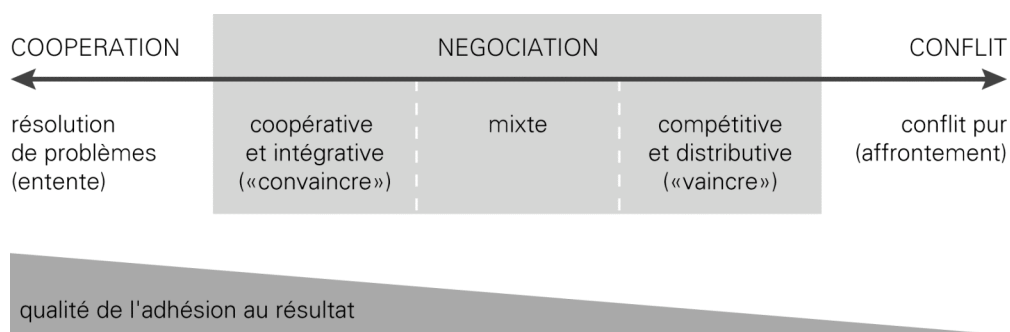 COOPERATION
NEGOCIATION
CONFLIT
résolution
de problèmes
(entente)
coopérative
et intégrative
(«convaincre»)
mixte
compétitive
et distributive
(«vaincre»)
conflit pur
(affrontement)
qualité de l'adhésion au résultat